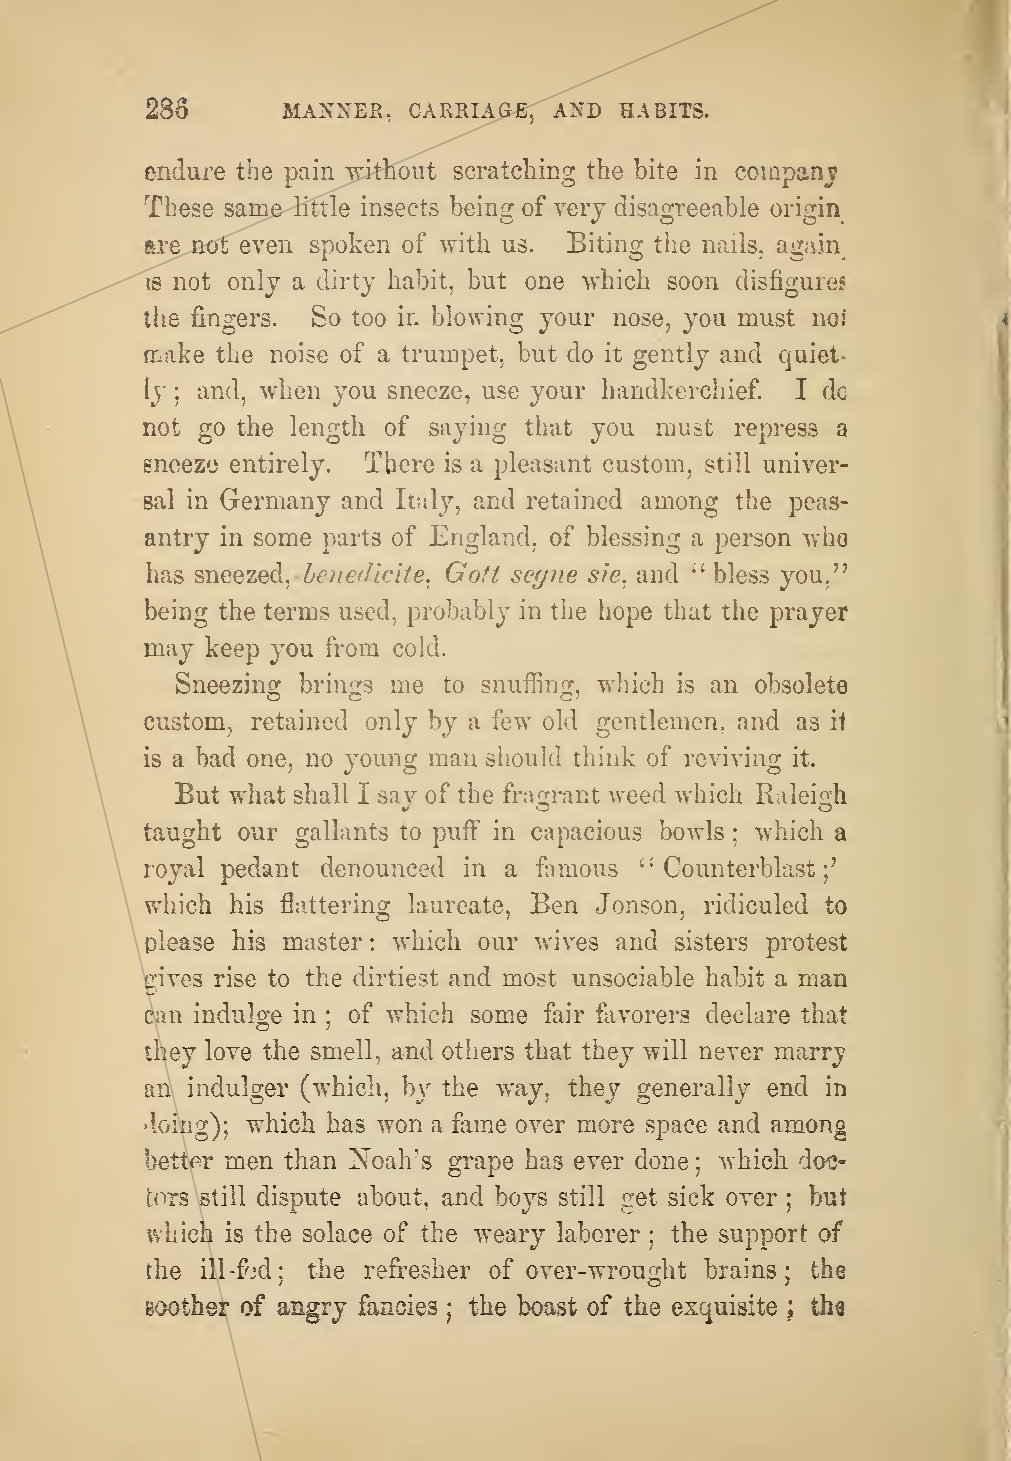 286 MANNER, CARRIAGE, AND HABITS.
endure the pain without scratching the bite in company
These same little insects being of very disagreeable origin,
are not even spoken of with us. Biting the nails, again,
is not only a dirty habit, but one which soon disfigures
the fingers. So too in blowing your nose, you must not
make the noise of a trumpet, but do it gently and quiet-
ly; and, when you sneeze, use your handkerchief. I do
not go the length of saying that you must repress a
sneeze entirely. There is a pleasant custom, still univer-
sal in Germany and Italy, and retained among the peas-
antry in some parts of England, of blessing a person who
has sneezed, benedicite, Gott segne sie, and “bless you,”
being the terms used, probably in the hope that the prayer
may keep you from cold.
Sneezing brings me to snuffing, which is an obsolete
custom, retained only by a few old gentlemen, and as it
is a bad one, no young man should think of reviving it.
But what shall I say of the fragrant weed which Raleigh
taught our gallants to puff in capacious bowls; which a
royal pedant denounced in a famous “Counterblast;’
which his flattering laureate, Ben Jonson, ridiculed to
please his master: which our wives and sisters protest
gives rise to the dirtiest and most unsociable habit a man
can indulge in; of which some fair favorers declare that
they love the smell, and others that they will never marry
an indulger (which, by the way, they generally end in
doing); which has won a fame over more space and among
better men than Noah's grape has ever done; which doc-
tors still dispute about, and boys still get sick over; but
which is the solace of the weary laborer; the support of
the ill-fed; the refresher of over-wrought brains; the
soother of angry fancies; the boast of the exquisite; the